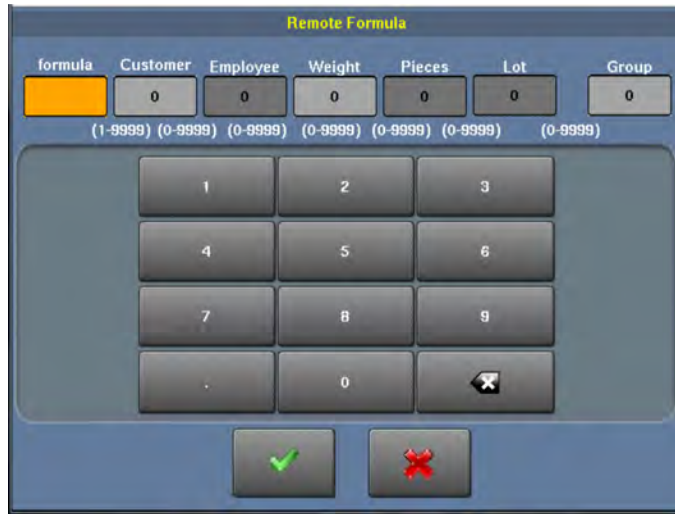 Remote Formula
formula Customer Employee Weight Pieces Lot Group
0 0 0 0 0 0
(1-9999) (0-9999) (0-9999) (0-9999) (0-9999) (0-9999) (0-9999)
1 2 3
4 5 6
7 8 9
. 0